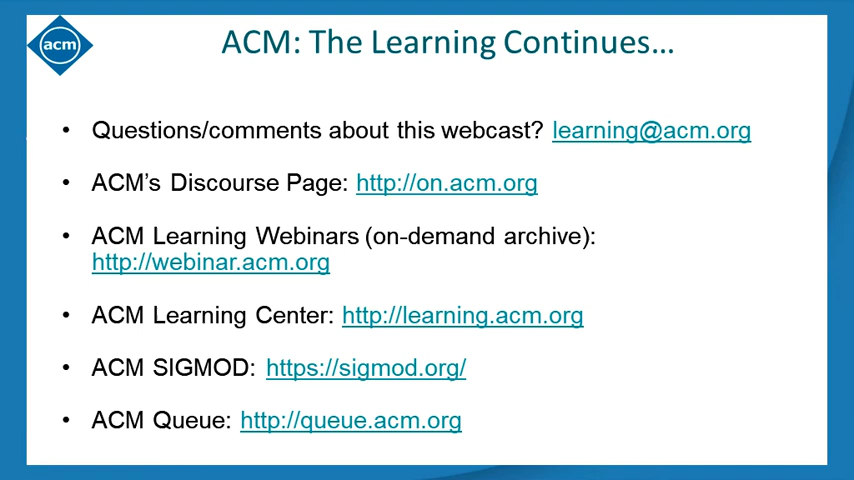 acm
ACM: The Learning Continues…
• Questions/comments about this webcast? learning@acm.org
• ACM’s Discourse Page: http://on.acm.org
• ACM Learning Webinars (on-demand archive):
http://webinar.acm.org
• ACM Learning Center: http://learning.acm.org
• ACM SIGMOD: https://sigmod.org/
• ACM Queue: http://queue.acm.org